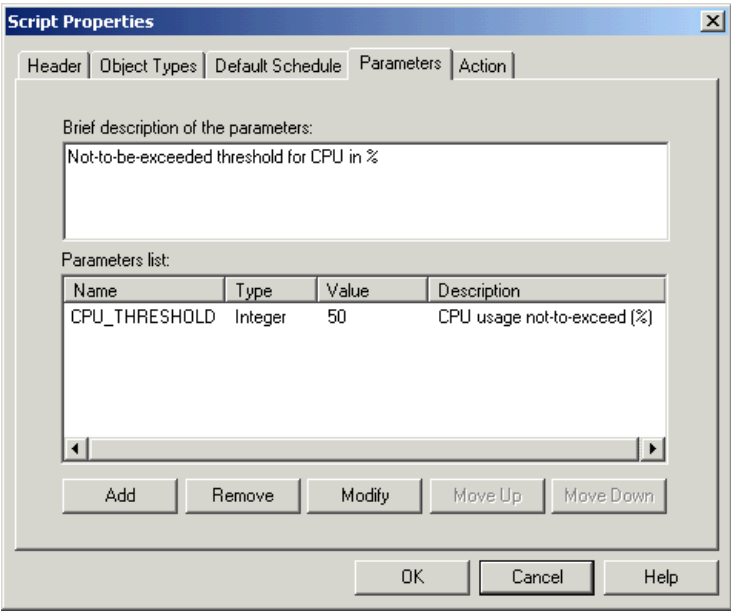 Script Properties
Header Object Types Default Schedule Parameters Action
Brief description of the parameters:
Not-to-be-exceeded threshold for CPU in %
Parameters list:
Name Type Value Description
CPU_THRESHOLD Integer 50 CPU usage not-to-exceed (%)
Add Remove Modify Move Up Move Down
OK Cancel Help